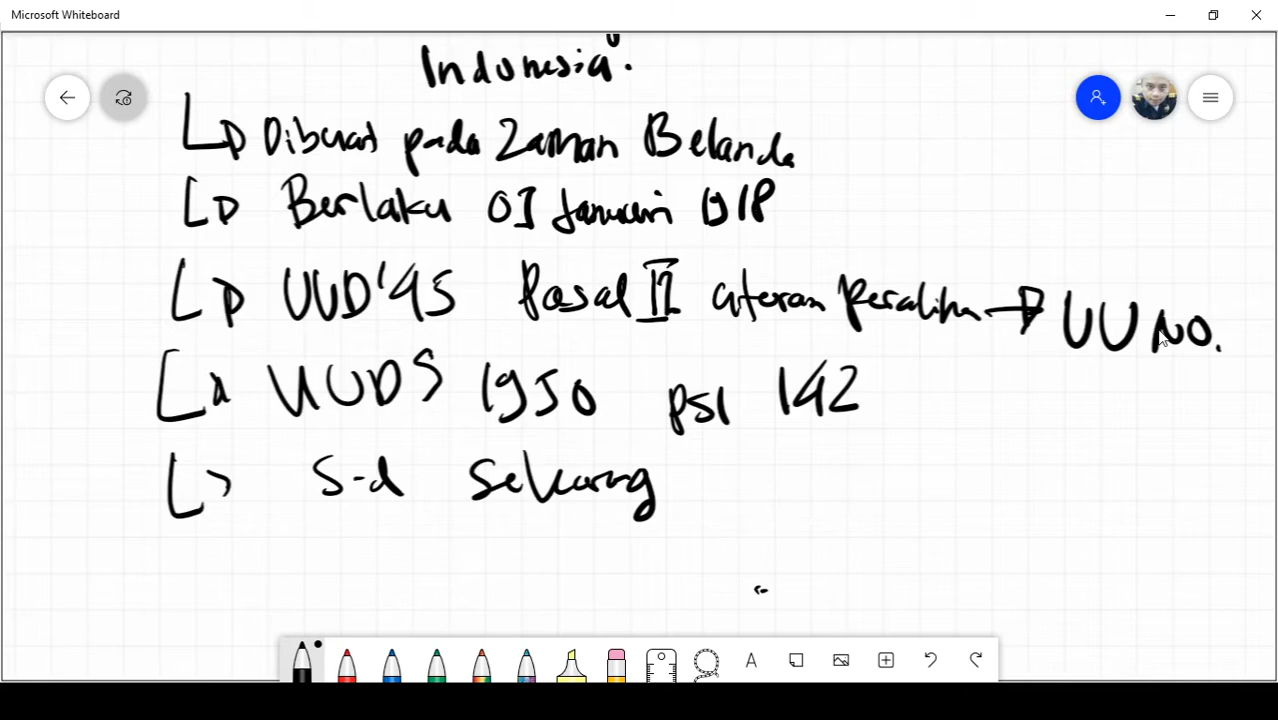 Microsoft Whiteboard
Indonesia".
Dibuat pada Zaman Belanda
Berlaku 01 Januari 1918
UUD'45 Pasal II aturan peralihan → UU NO.
UUDS 1950 psl 142
s-d sekarang
A